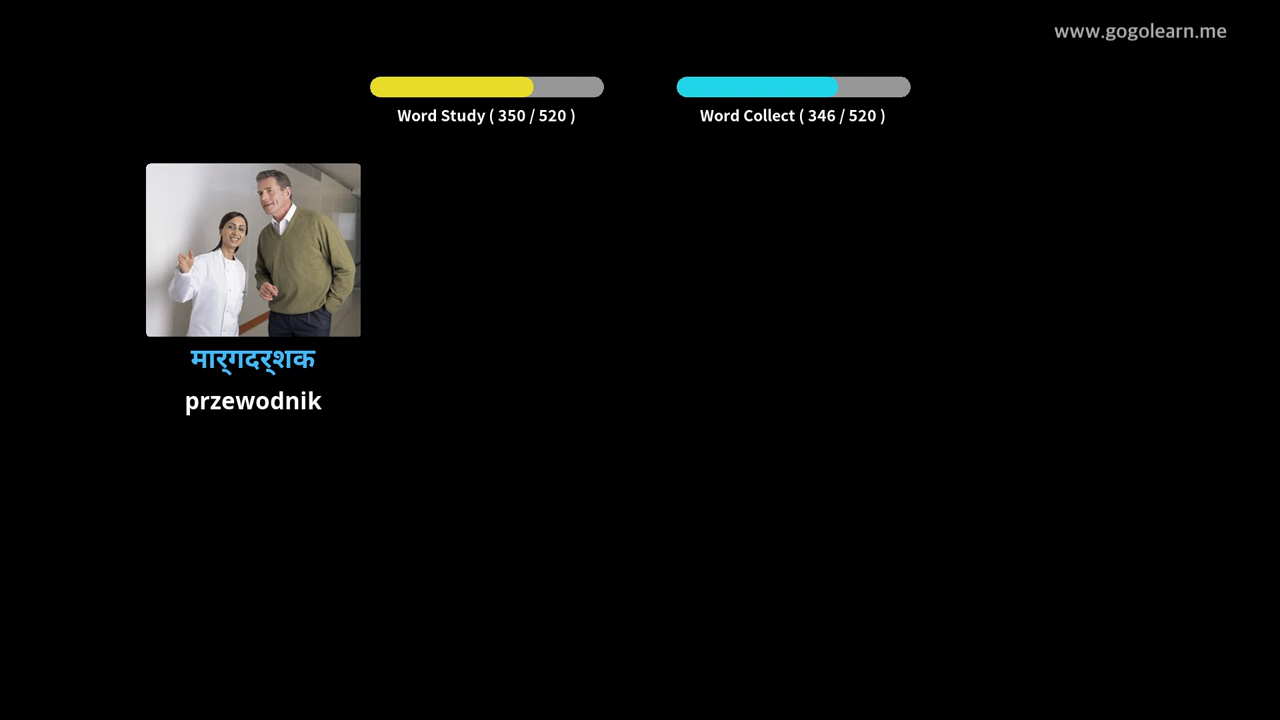 www.gogolearn.me
Word Study ( 350 / 520 )
Word Collect ( 346 / 520 )
मार्गदर्शक
przewodnik